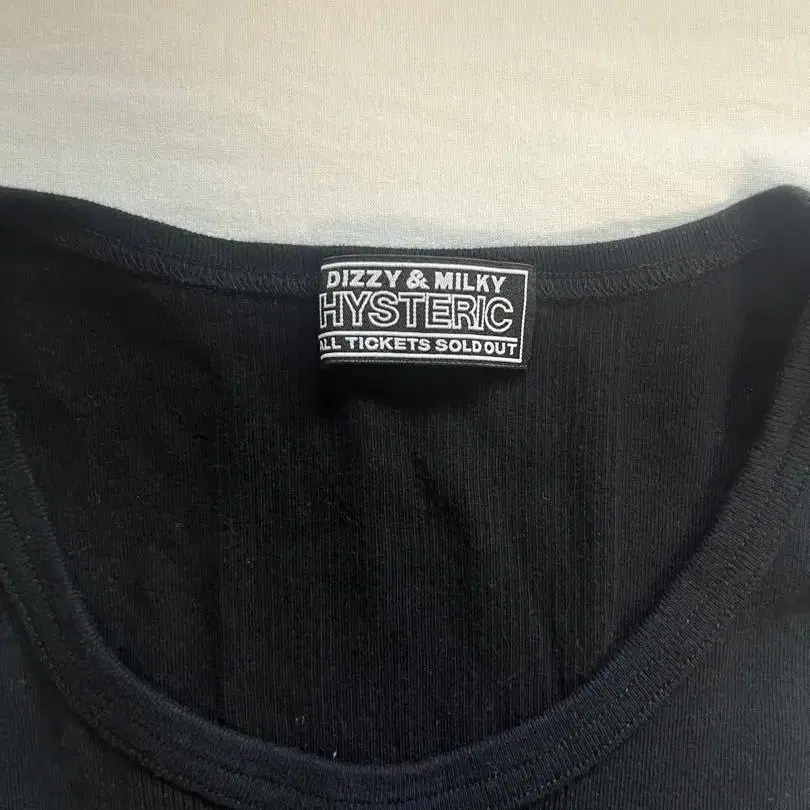 DIZZY & MILKY
HYSTERIC
ALL TICKETS SOLD OUT